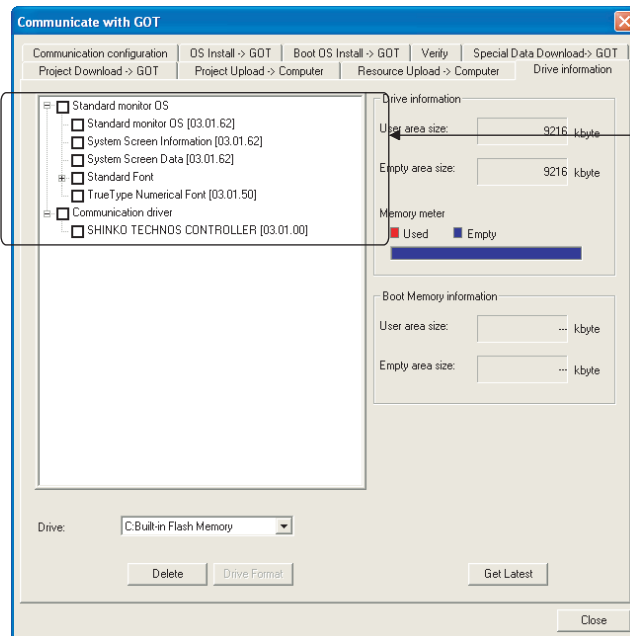 Communicate with GOT
Communication configuration OS Install -> GOT Boot OS Install -> GOT Verify Special Data Download-> GOT
Project Download -> GOT Project Upload -> Computer Resource Upload -> Computer Drive information
Standard monitor OS
Standard monitor OS [03.01.62]
System Screen Information [03.01.62]
System Screen Data [03.01.62]
Standard Font
TrueType Numerical Font [03.01.50]
Communication driver
SHINKO TECHNOS CONTROLLER [03.01.00]
Drive information
User area size: 9216 kbyte
Empty area size: 9216 kbyte
Memory meter
Used Empty
Boot Memory information
User area size: --- kbyte
Empty area size: --- kbyte
Drive: C:Built-in Flash Memory
Delete Drive Format Get Latest
Close